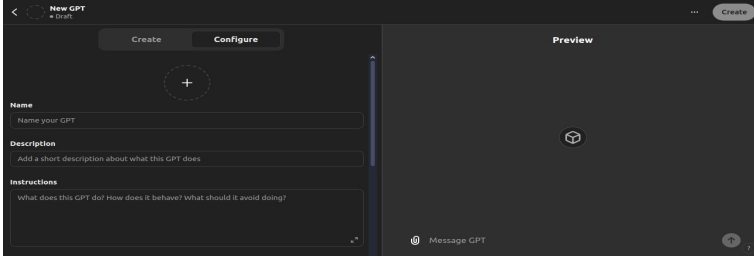 New GPT
• Draft
···
Create
Create
Configure
Preview
+
Name
Name your GPT
Description
Add a short description about what this GPT does
Instructions
What does this GPT do? How does it behave? What should it avoid doing?
Message GPT
?